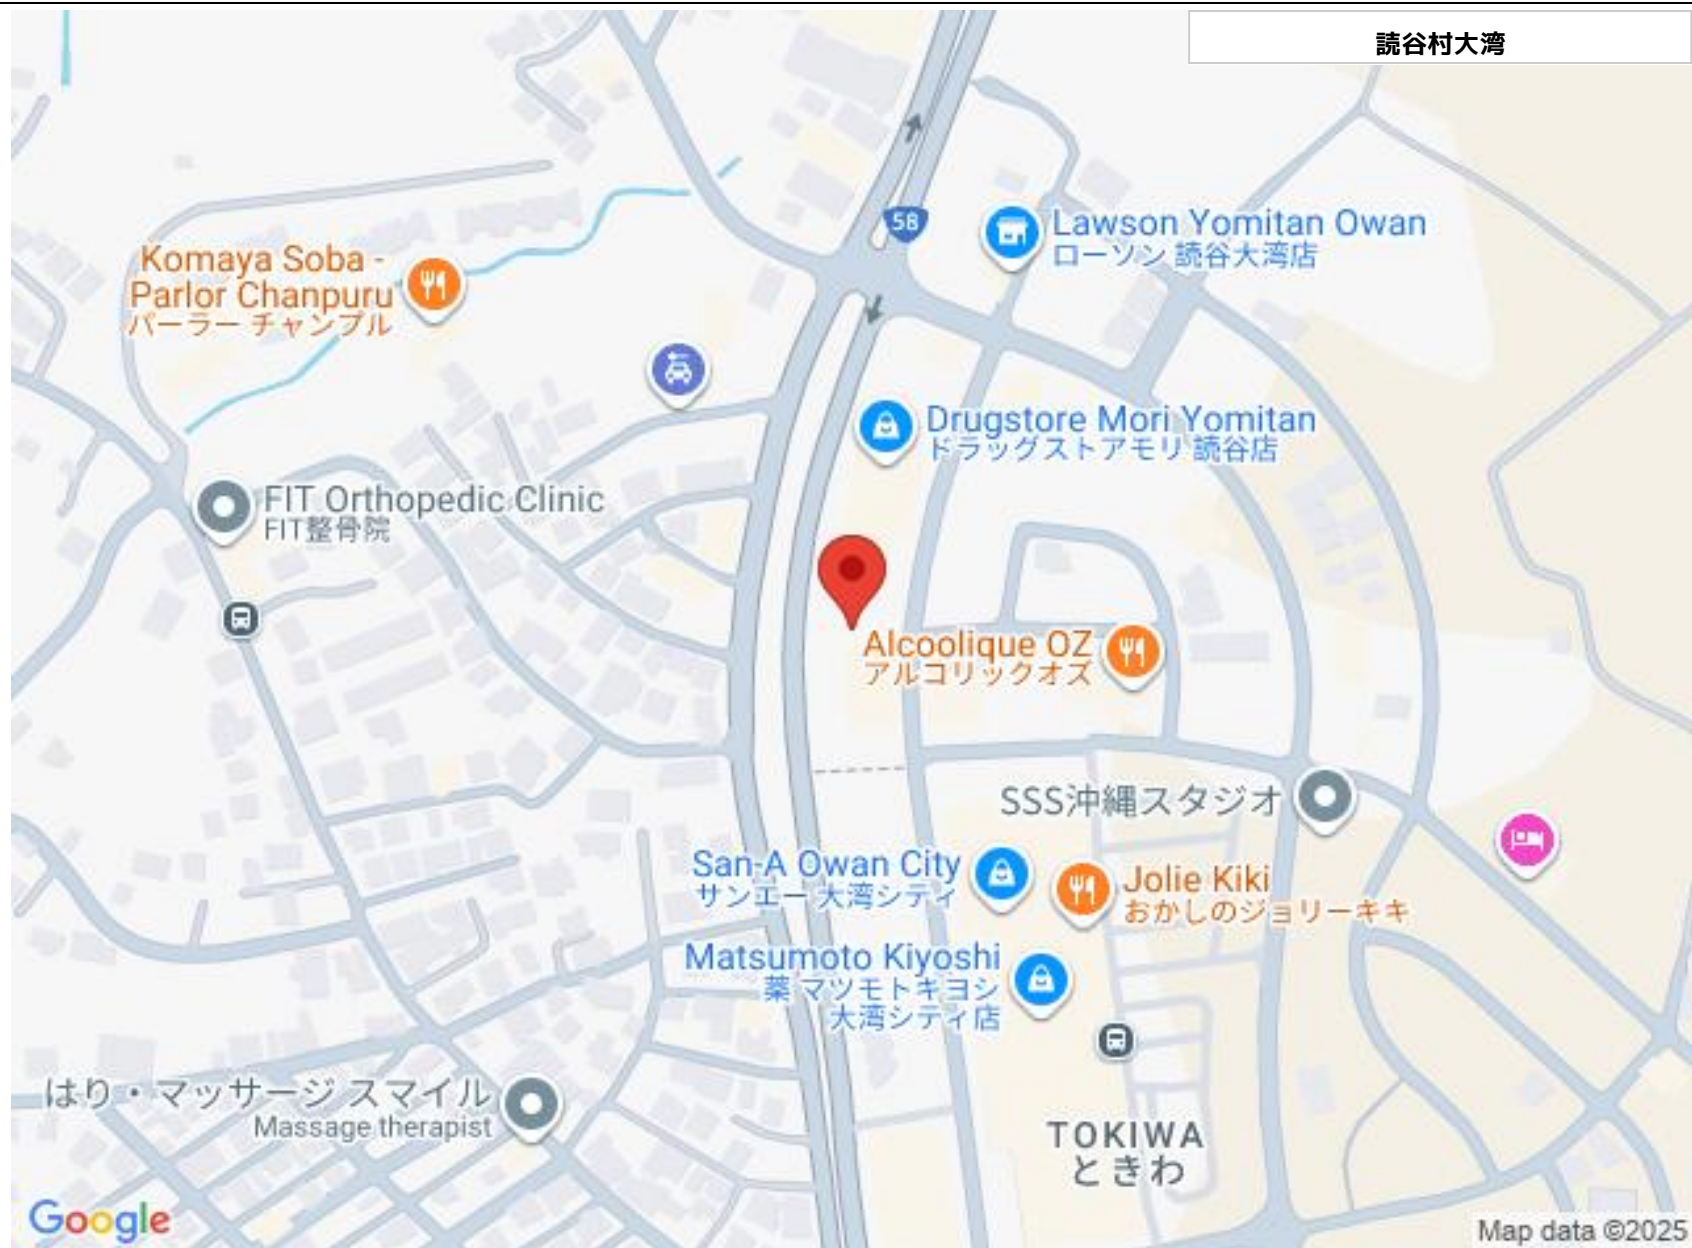 読谷村大湾
58
Lawson Yomitan Owan
ローソン 読谷大湾店
Komaya Soba -
Parlor Chanpuru
パーラー チャンプル
Drugstore Mori Yomitan
ドラッグストアモリ 読谷店
FIT Orthopedic Clinic
FIT整骨院
Alcoolique OZ
アルコリックオズ
SSS沖縄スタジオ
San-A Owan City
サンエー 大湾シティ
Jolie Kiki
おかしのジョリーキキ
Matsumoto Kiyoshi
薬 マツモトキヨシ
大湾シティ店
はり・マッサージ スマイル
Massage therapist
TOKIWA
ときわ
Google
Map data ©2025